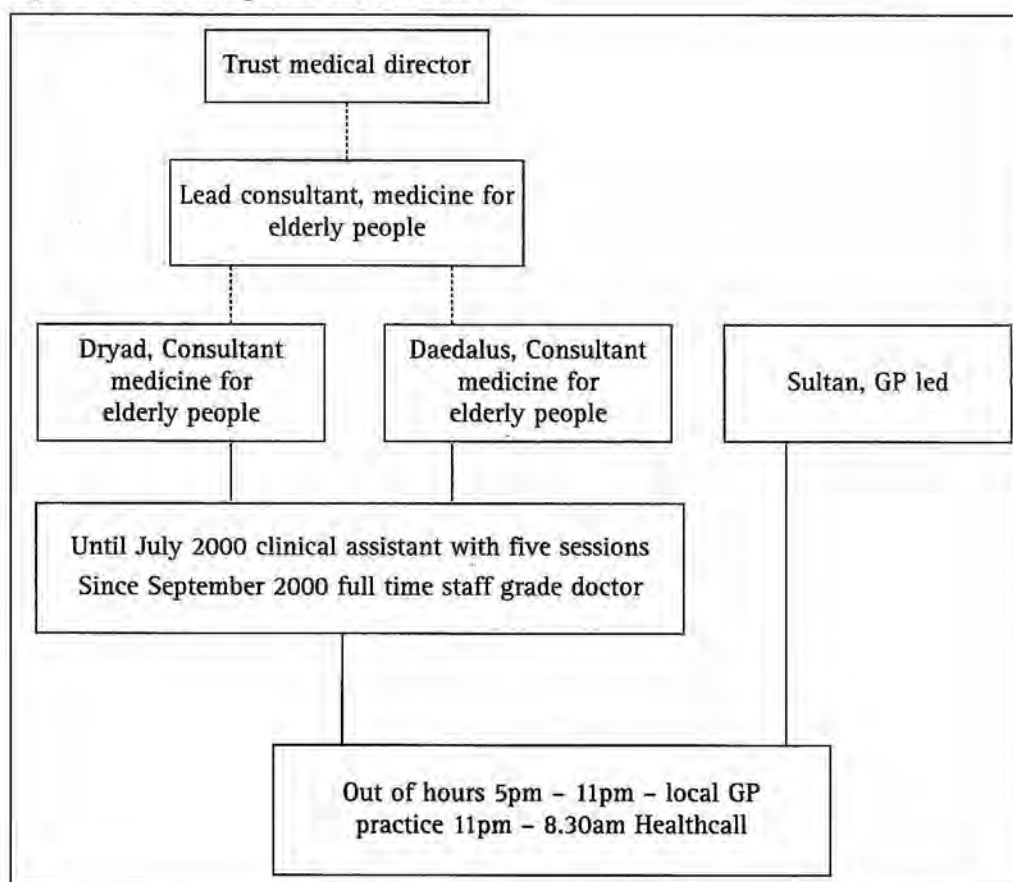 Trust medical director
Lead consultant, medicine for
elderly people
Dryad, Consultant
medicine for
elderly people
Daedalus, Consultant
medicine for
elderly people
Sultan, GP led
Until July 2000 clinical assistant with five sessions
Since September 2000 full time staff grade doctor
Out of hours 5pm – 11pm – local GP
practice 11pm – 8.30am Healthcall